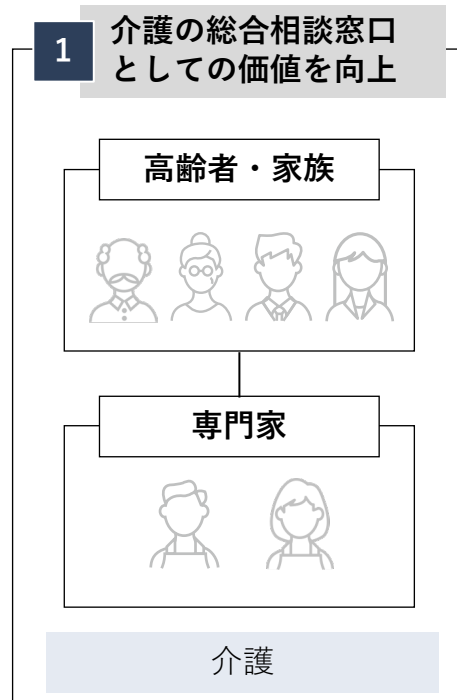 1
介護の総合相談窓口
としての価値を向上
高齢者・家族
専門家
介護